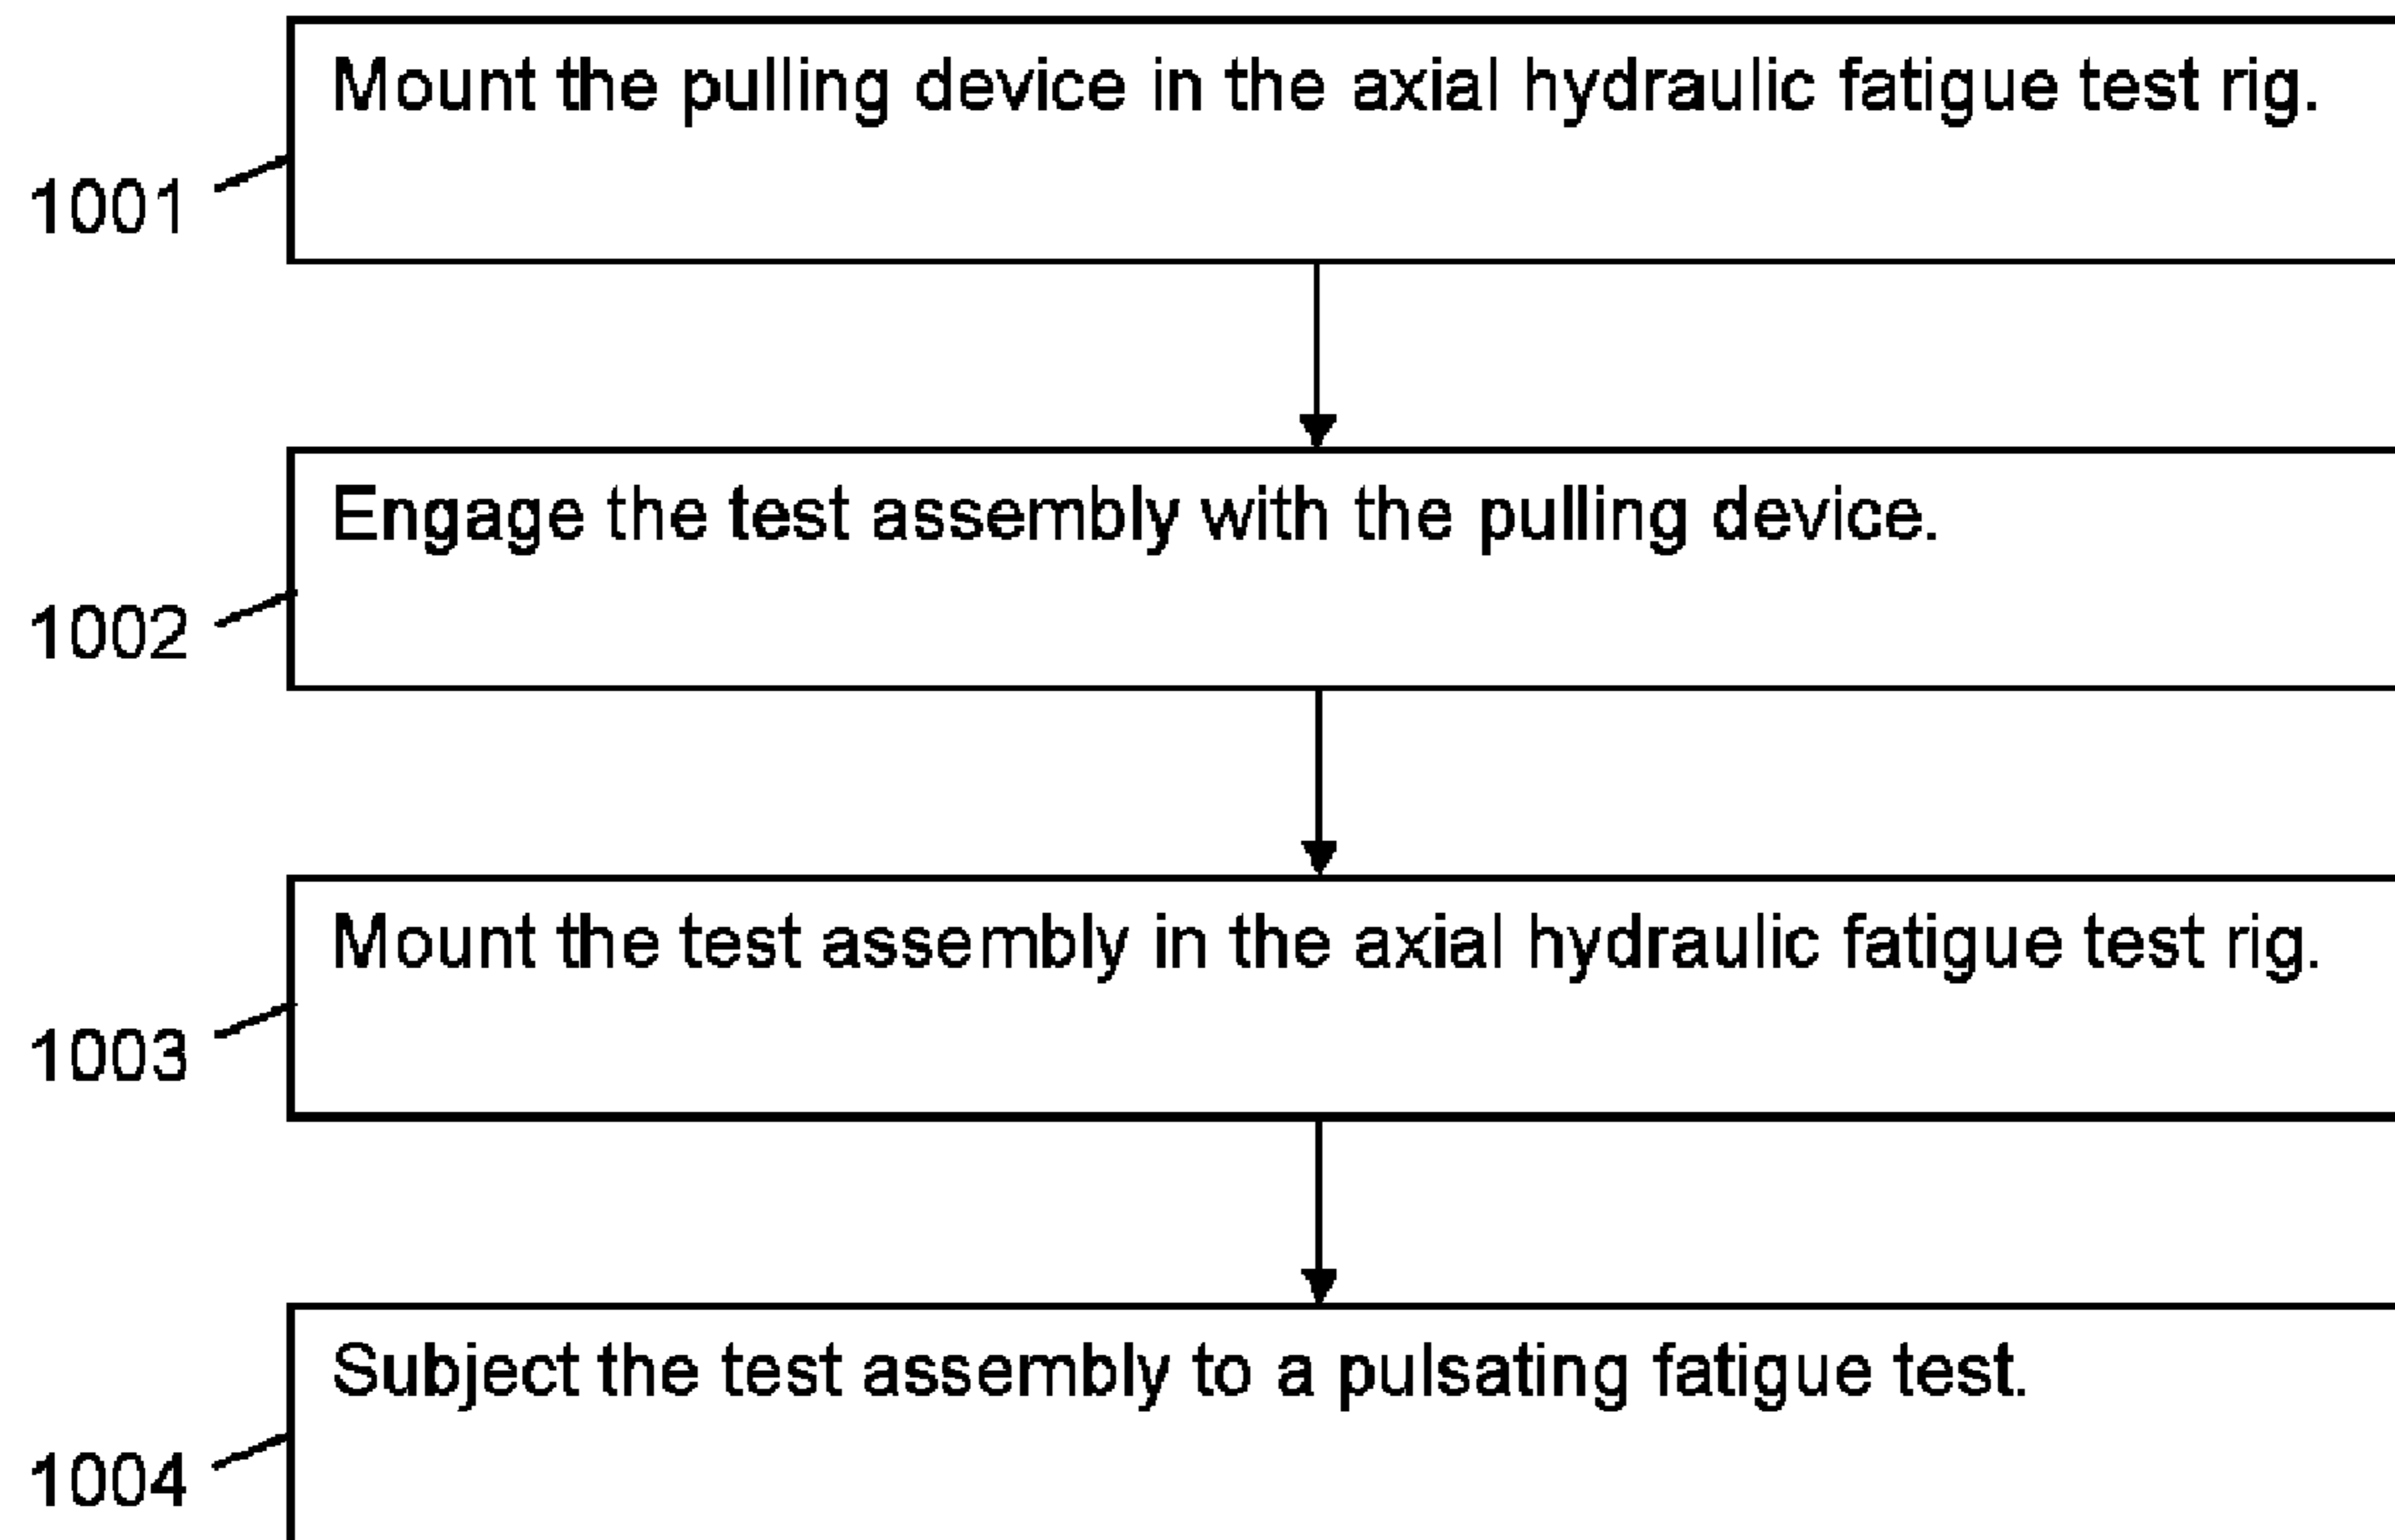 Mount the pulling device in the axial hydraulic fatigue test rig.
1001
Engage the test assembly with the pulling device.
1002
Mount the test assembly in the axial hydraulic fatigue test rig.
1003
Subject the test assembly to a pulsating fatigue test.
1004